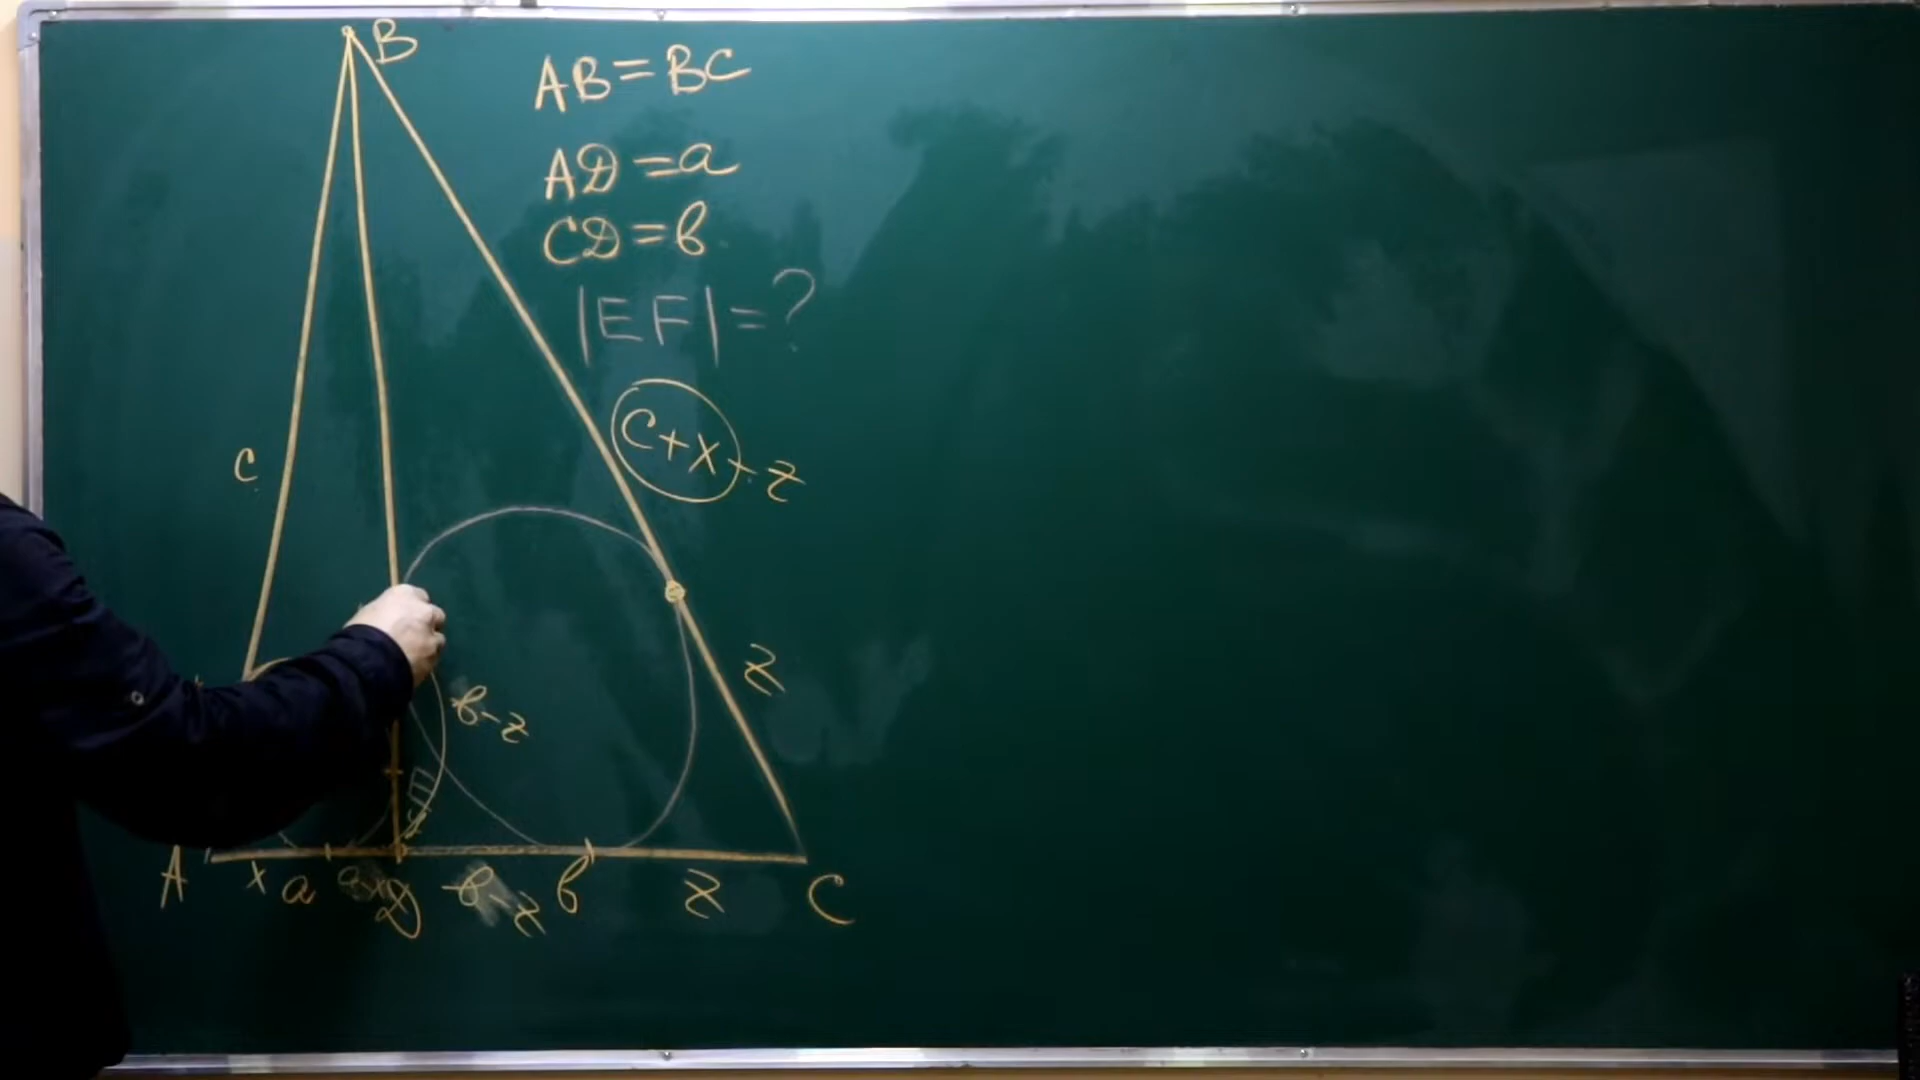 B
AB=BC
AD=a
CD=b
|EF|=?
C+x-z
c
z
b-z
A x a D b-z b z C